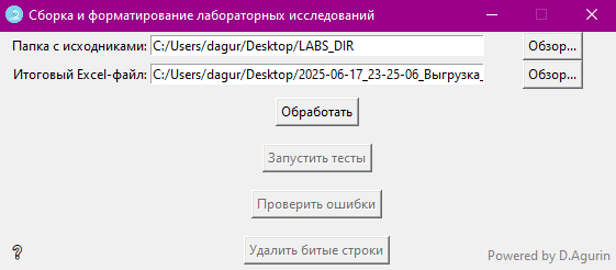 Сборка и форматирование лабораторных исследований
Папка с исходниками: C:/Users/dagur/Desktop/LABS_DIR Обзор...
Итоговый Excel-файл: C:/Users/dagur/Desktop/2025-06-17_23-25-06_Выгрузка_ Обзор...
Обработать
Запустить тесты
Проверить ошибки
Удалить битые строки
? Powered by D.Agurin